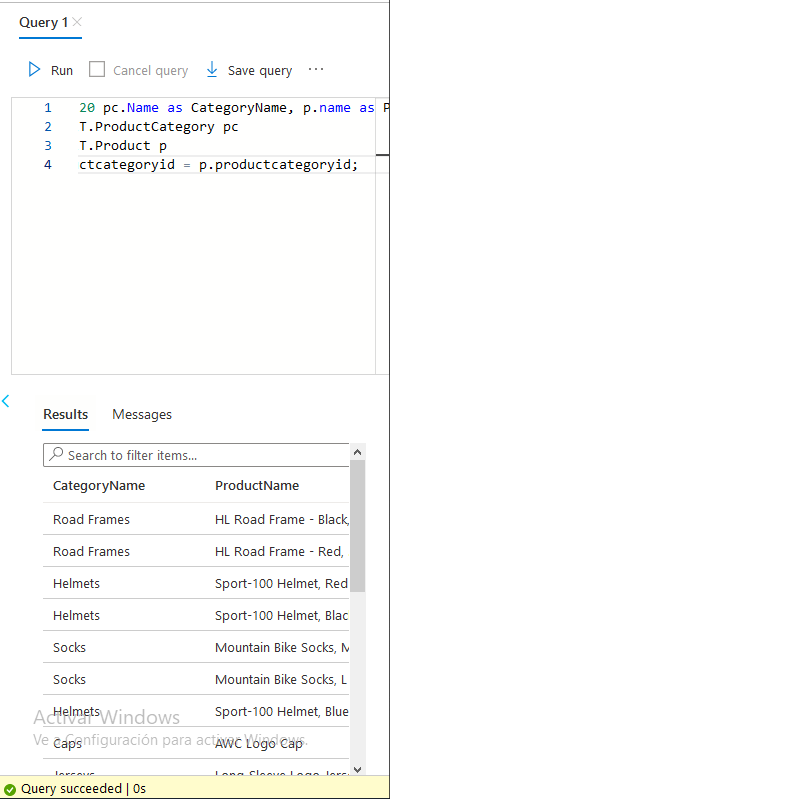 Query 1
Run Cancel query Save query ...
1 20 pc.Name as CategoryName, p.name as P
2 T.ProductCategory pc
3 T.Product p
4 ctcategoryid = p.productcategoryid;
Results Messages
Search to filter items...
CategoryName ProductName
Road Frames HL Road Frame - Black,
Road Frames HL Road Frame - Red,
Helmets Sport-100 Helmet, Red
Helmets Sport-100 Helmet, Blac
Socks Mountain Bike Socks, M
Socks Mountain Bike Socks, L
Helmets Sport-100 Helmet, Blue
Activar Windows
Ve a Configuración para activar Windows.
Caps AWC Logo Cap
Jerseys Long-Sleeve Logo Jers
Query succeeded | 0s